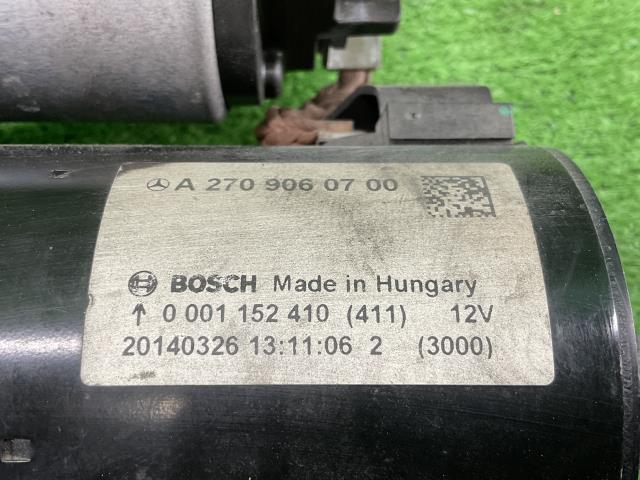 A 270 906 07 00
BOSCH Made in Hungary
↑ 0 001 152 410 (411) 12V
20140326 13:11:06 2 (3000)